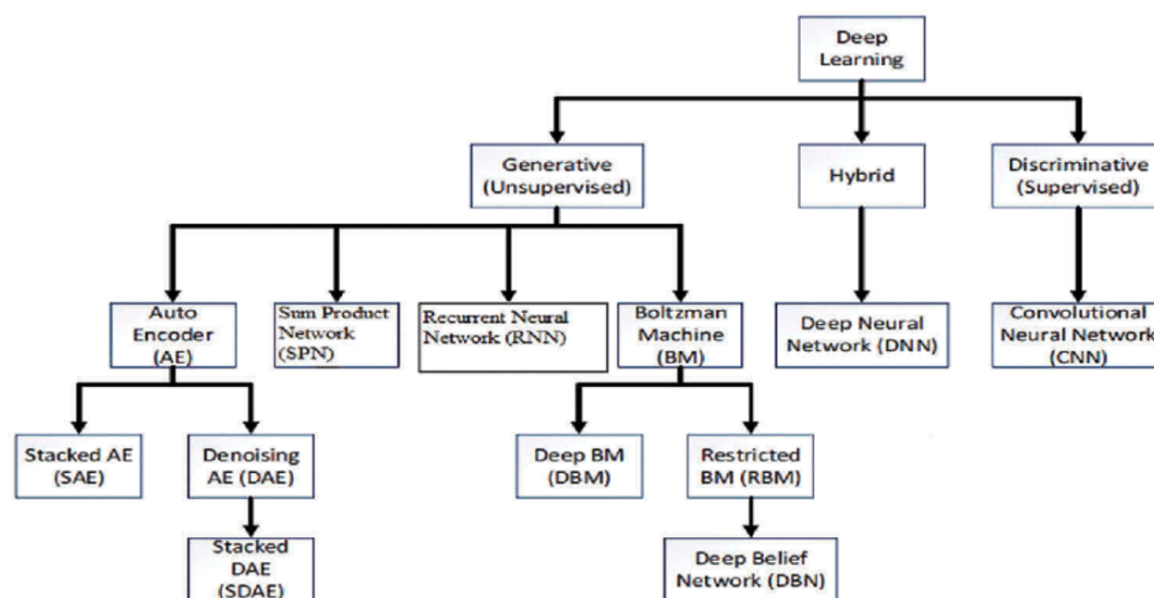 Deep
Learning
Generative
(Unsupervised)
Hybrid
Discriminative
(Supervised)
Auto
Encoder
(AE)
Sum Product
Network
(SPN)
Recurrent Neural
Network (RNN)
Boltzman
Machine
(BM)
Deep Neural
Network (DNN)
Convolutional
Neural Network
(CNN)
Stacked AE
(SAE)
Denoising
AE (DAE)
Deep BM
(DBM)
Restricted
BM (RBM)
Stacked
DAE
(SDAE)
Deep Belief
Network (DBN)